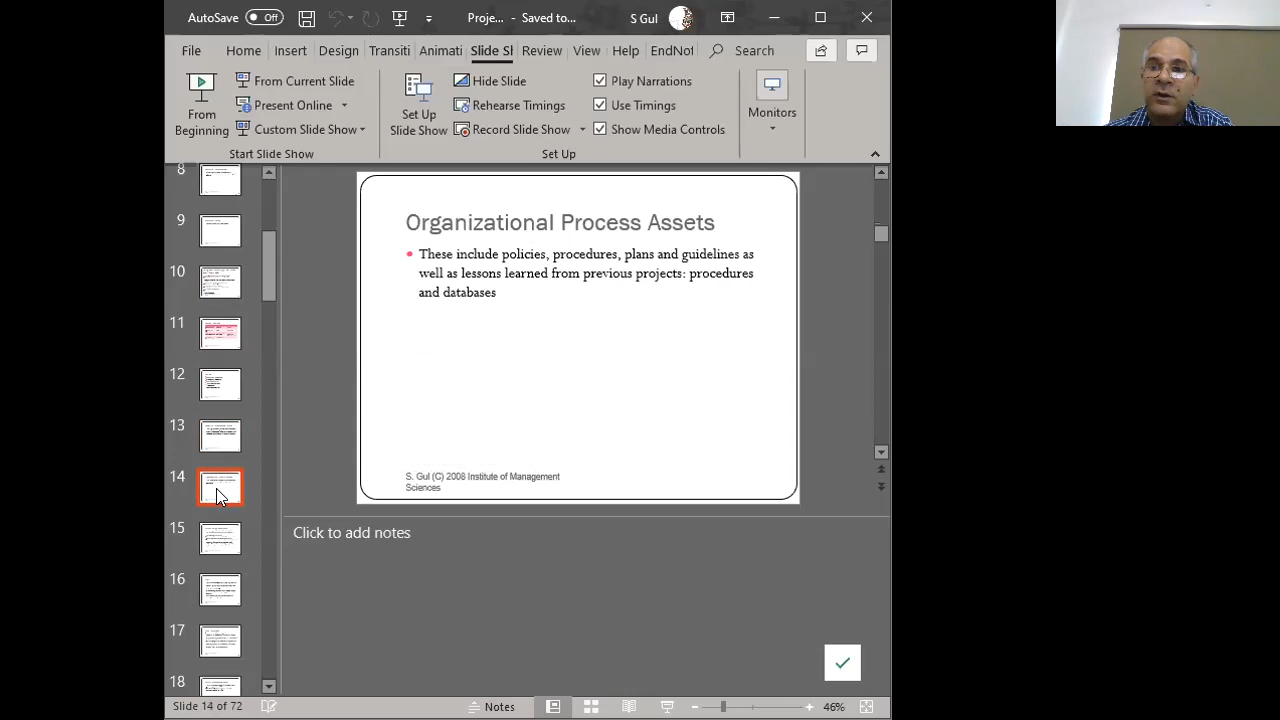 AutoSave Off Proje... - Saved to... S Gul
File Home Insert Design Transiti Animati Slide Sl Review View Help EndNot Search
From Beginning
From Current Slide
Present Online
Custom Slide Show
Start Slide Show
Set Up Slide Show
Hide Slide
Rehearse Timings
Record Slide Show
Play Narrations
Use Timings
Show Media Controls
Set Up
Monitors
8
9
10
11
12
13
14
15
16
17
18
Organizational Process Assets
• These include policies, procedures, plans and guidelines as
well as lessons learned from previous projects: procedures
and databases
S. Gul (C) 2008 Institute of Management
Sciences
Click to add notes
Slide 14 of 72 Notes 46%